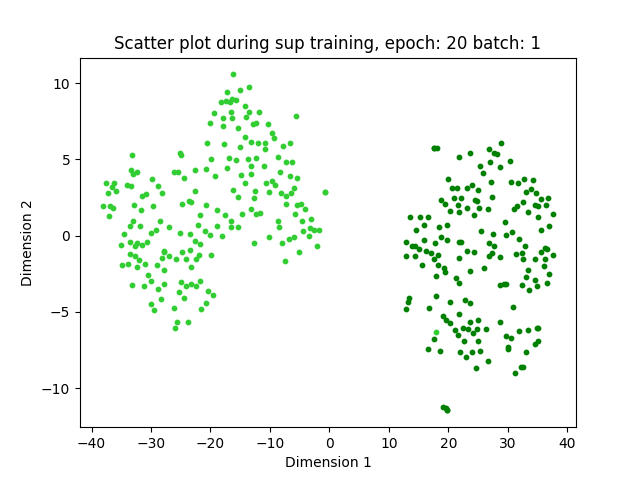 Scatter plot during sup training, epoch: 20 batch: 1
10
5
0
−5
−10
Dimension 2
−40 −30 −20 −10 0 10 20 30 40
Dimension 1